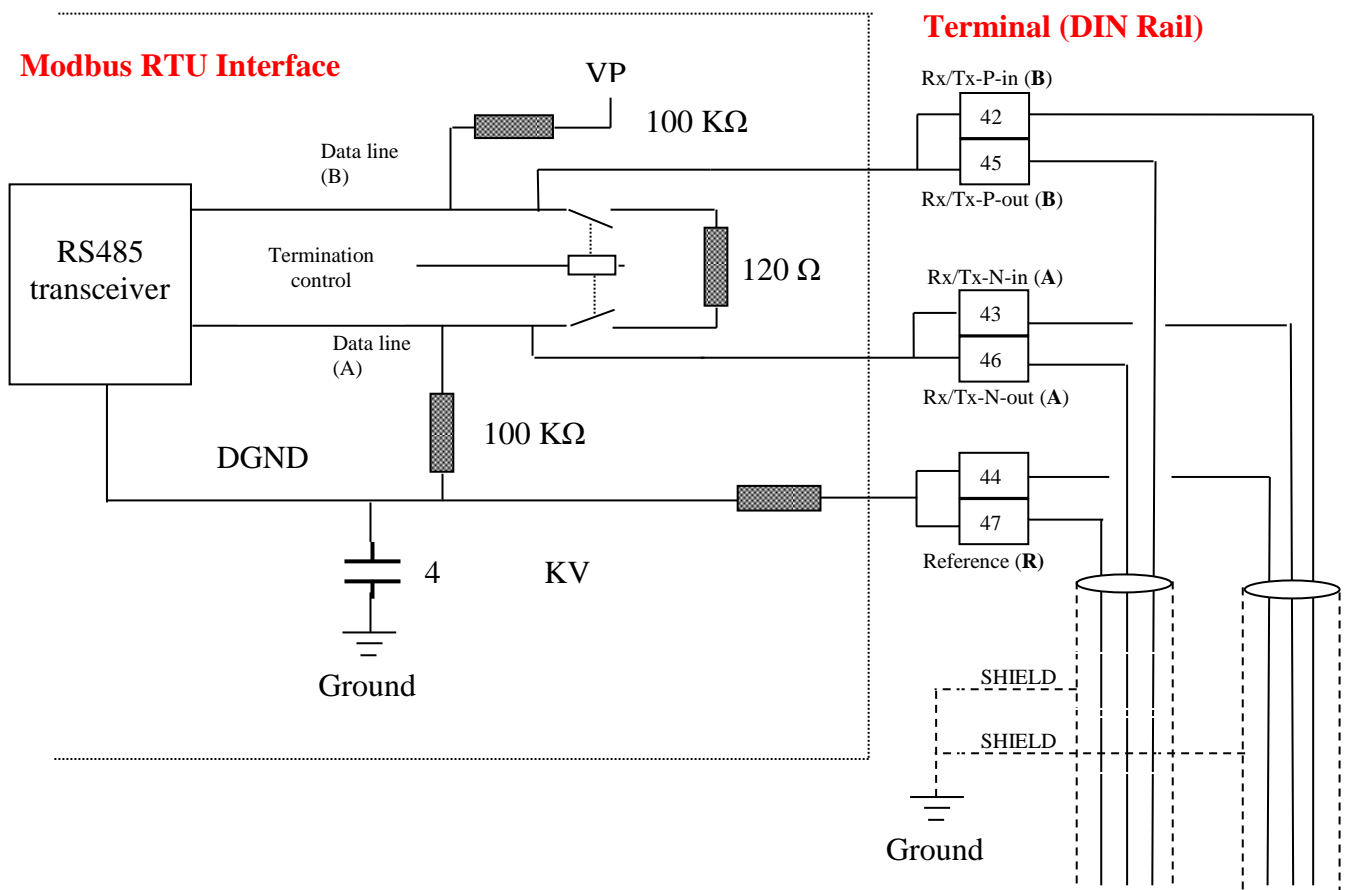 Terminal (DIN Rail)
Modbus RTU Interface
VP
100 KΩ
Rx/Tx-P-in (B)
42
45
Rx/Tx-P-out (B)
Data line
(B)
RS485
transceiver
Termination
control
120 Ω
Rx/Tx-N-in (A)
43
46
Rx/Tx-N-out (A)
Data line
(A)
100 KΩ
DGND
44
47
Reference (R)
4 KV
Ground
SHIELD
SHIELD
Ground